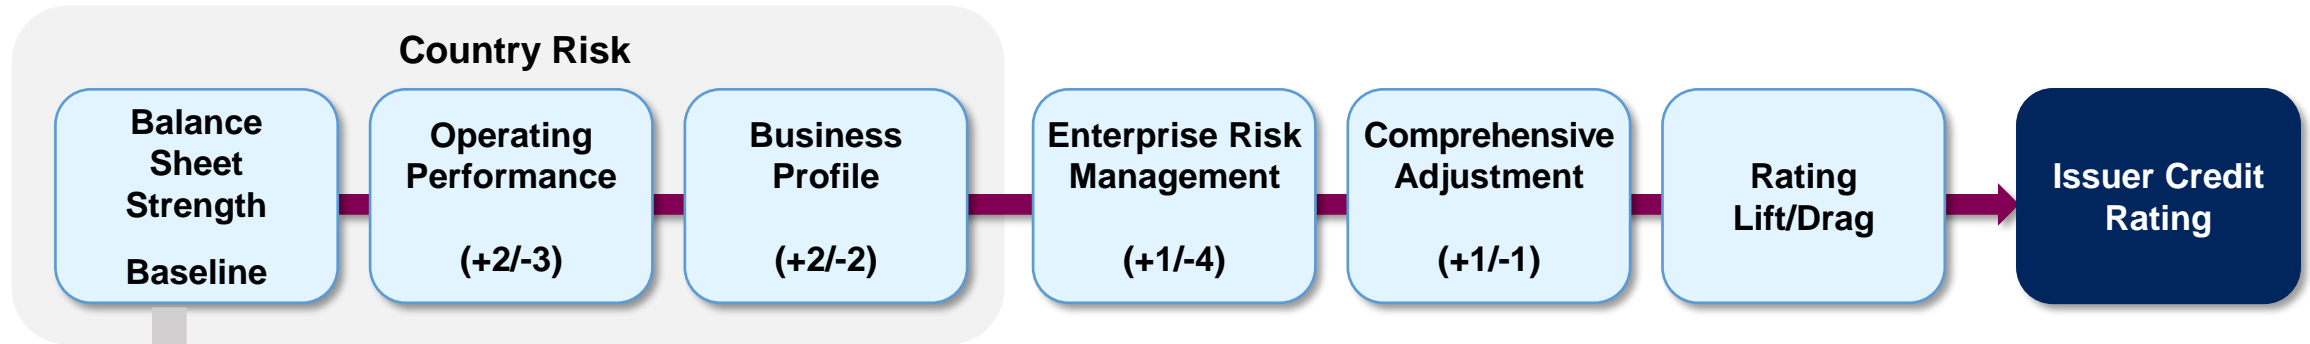 Country Risk
Balance
Sheet
Strength
Baseline
Operating
Performance
(+2/-3)
Business
Profile
(+2/-2)
Enterprise Risk
Management
(+1/-4)
Comprehensive
Adjustment
(+1/-1)
Rating
Lift/Drag
Issuer Credit
Rating